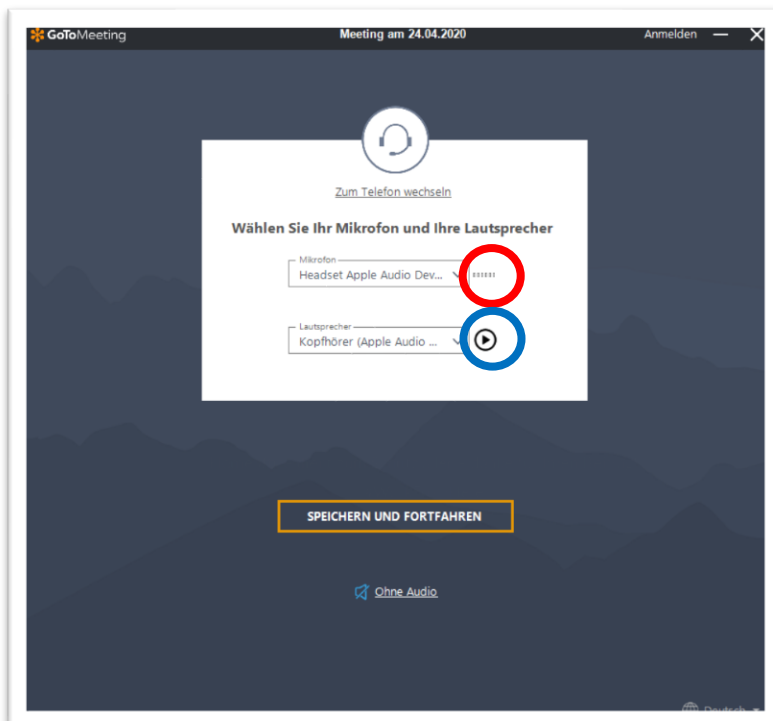 GoToMeeting
Meeting am 24.04.2020
Anmelden
Zum Telefon wechseln
Wählen Sie Ihr Mikrofon und Ihre Lautsprecher
Mikrofon
Headset Apple Audio Dev...
Lautsprecher
Kopfhörer (Apple Audio ...
SPEICHERN UND FORTFAHREN
Ohne Audio
Deutsch